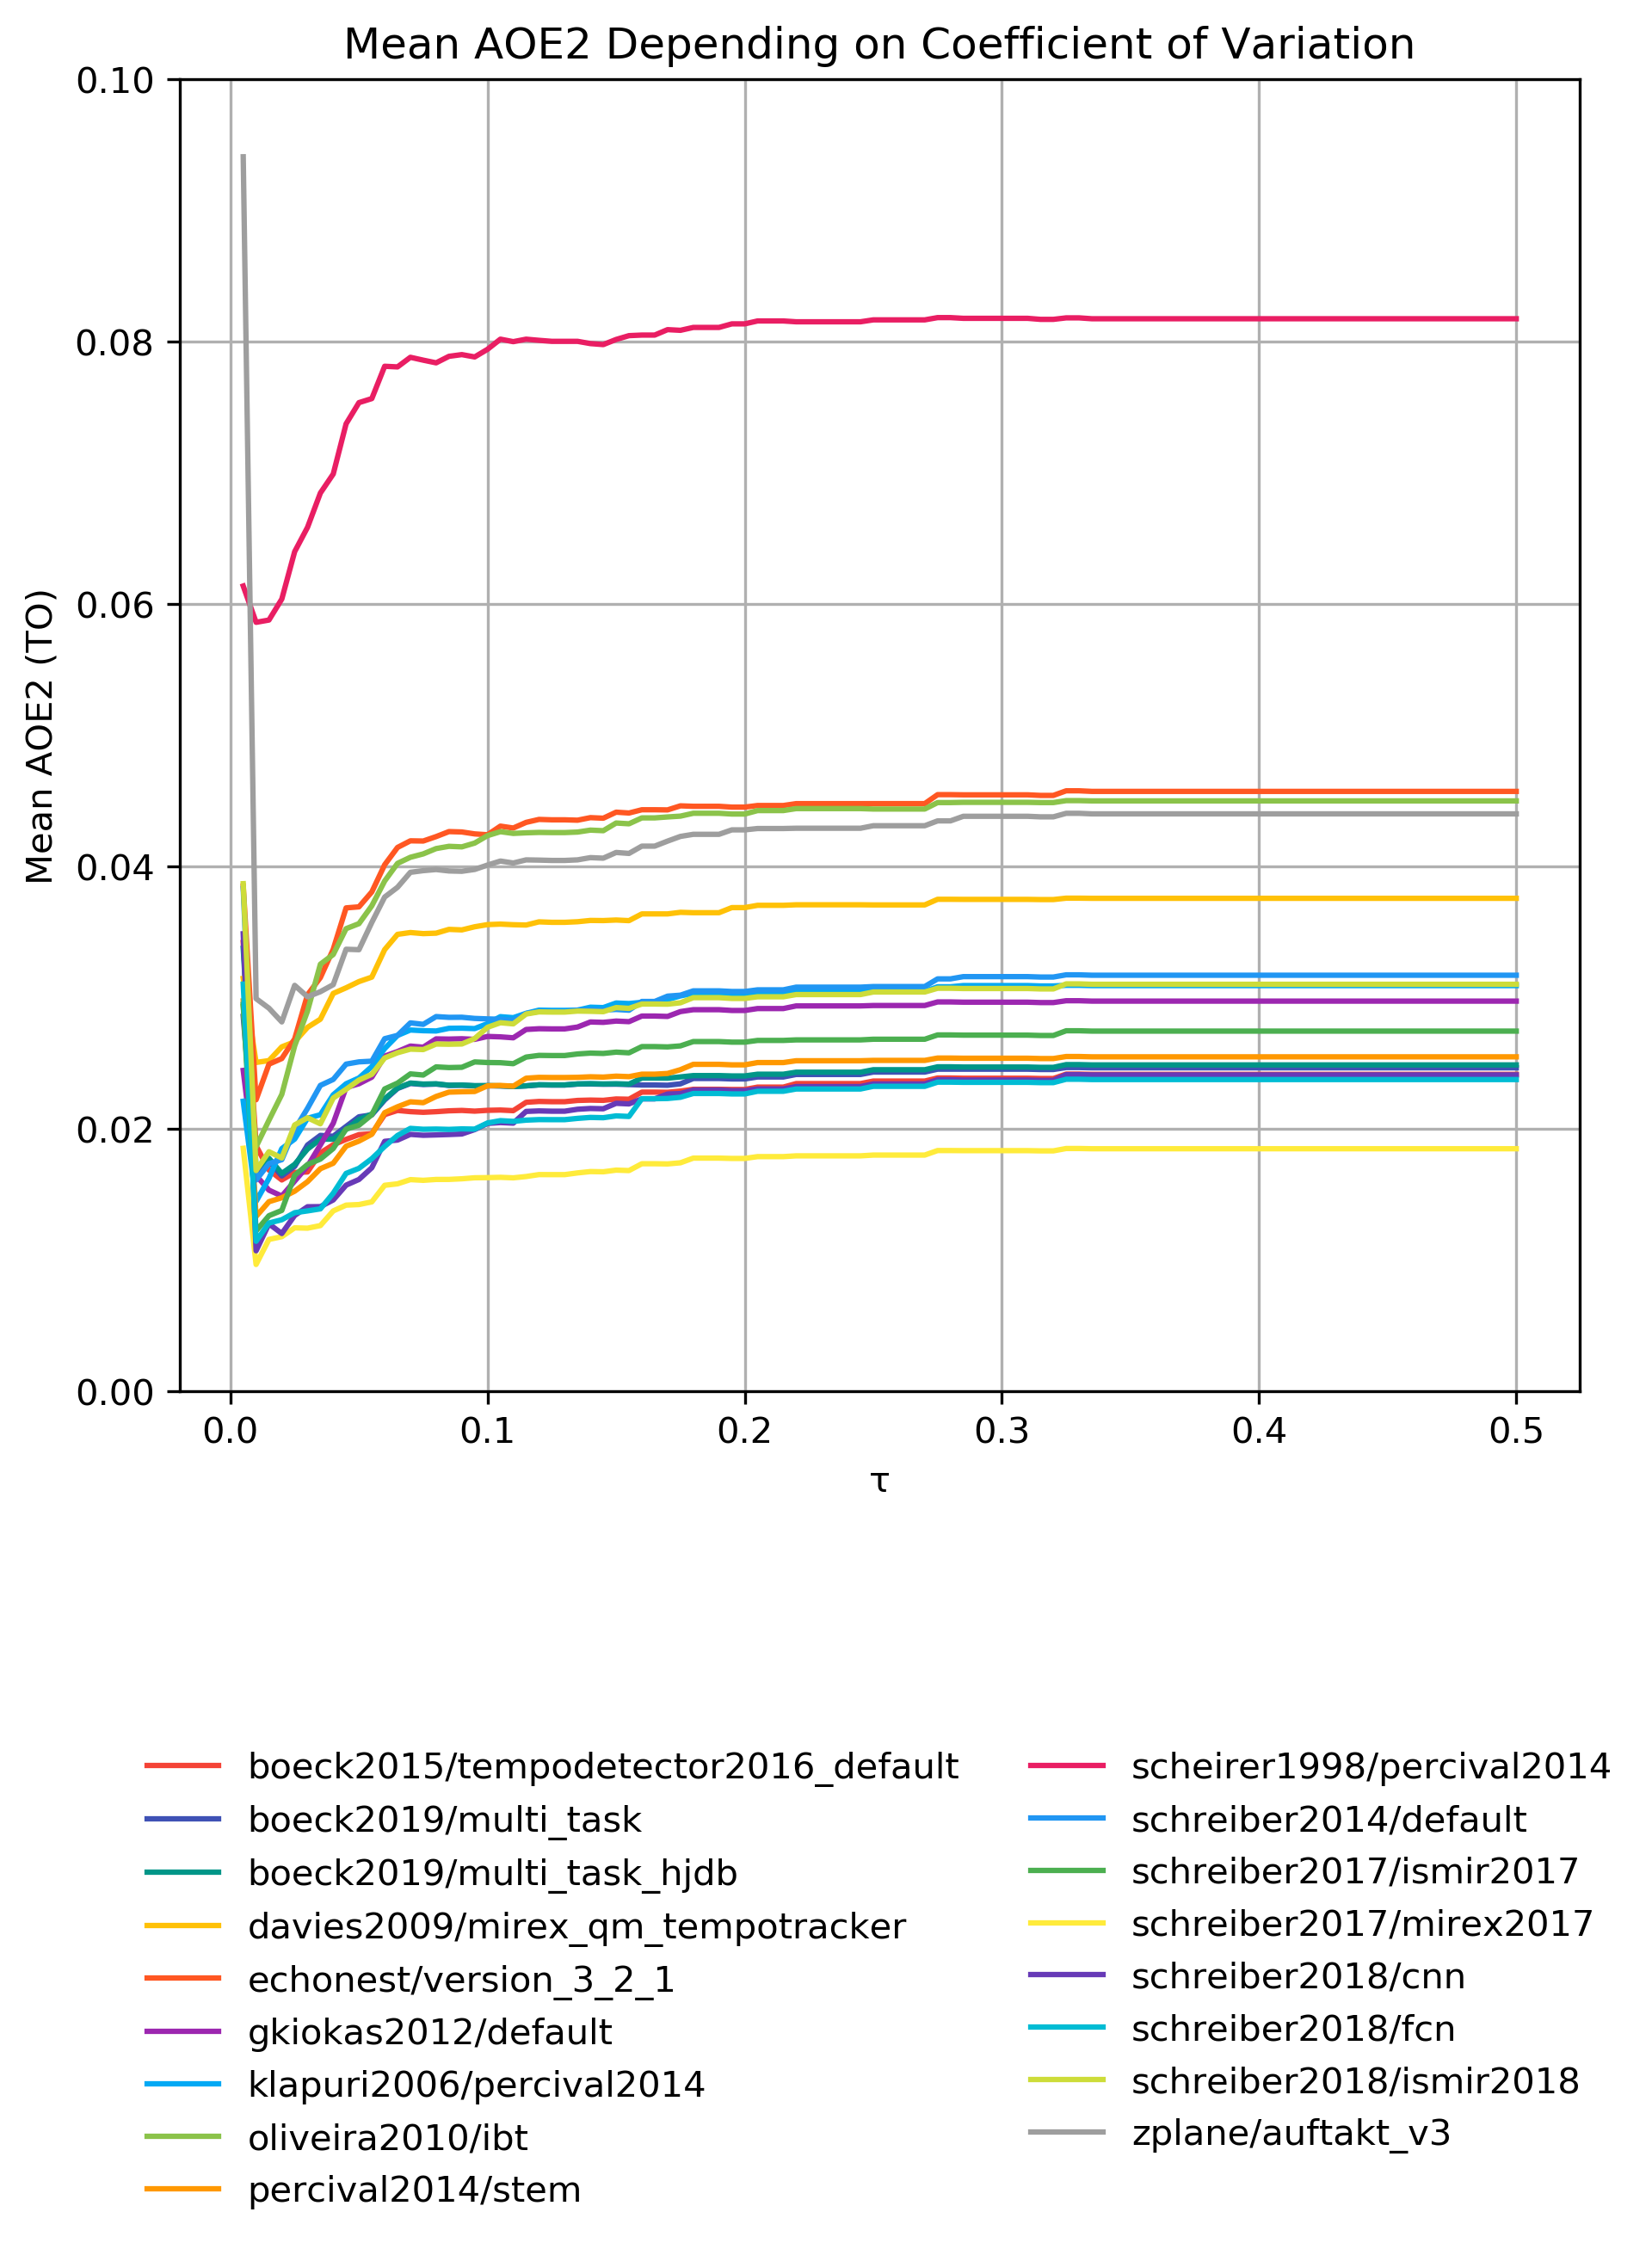 Mean AOE2 Depending on Coefficient of Variation
0.10
0.08
0.06
0.04
0.02
0.00
Mean AOE2 (TO)
0.0 0.1 0.2 0.3 0.4 0.5
τ
boeck2015/tempodetector2016_default
boeck2019/multi_task
boeck2019/multi_task_hjdb
davies2009/mirex_qm_tempotracker
echonest/version_3_2_1
gkiokas2012/default
klapuri2006/percival2014
oliveira2010/ibt
percival2014/stem
scheirer1998/percival2014
schreiber2014/default
schreiber2017/ismir2017
schreiber2017/mirex2017
schreiber2018/cnn
schreiber2018/fcn
schreiber2018/ismir2018
zplane/auftakt_v3